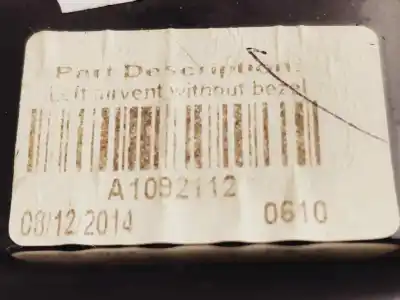 Part Description:
Left airvent without bezel
A1092112
08/12/2014 0610